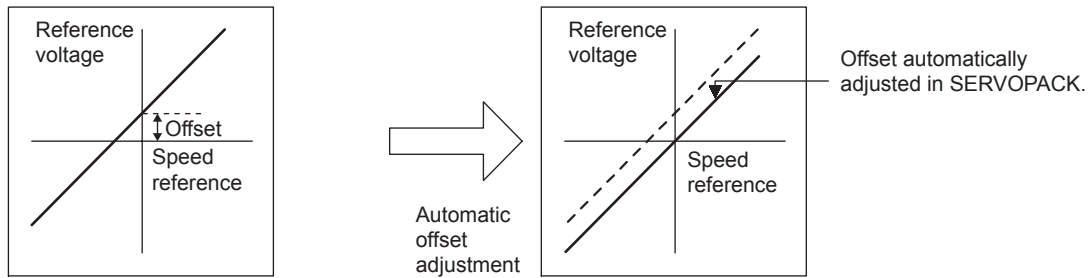 Reference
voltage
Offset
Speed
reference
Automatic
offset
adjustment
Reference
voltage
Speed
reference
Offset automatically
adjusted in SERVOPACK.